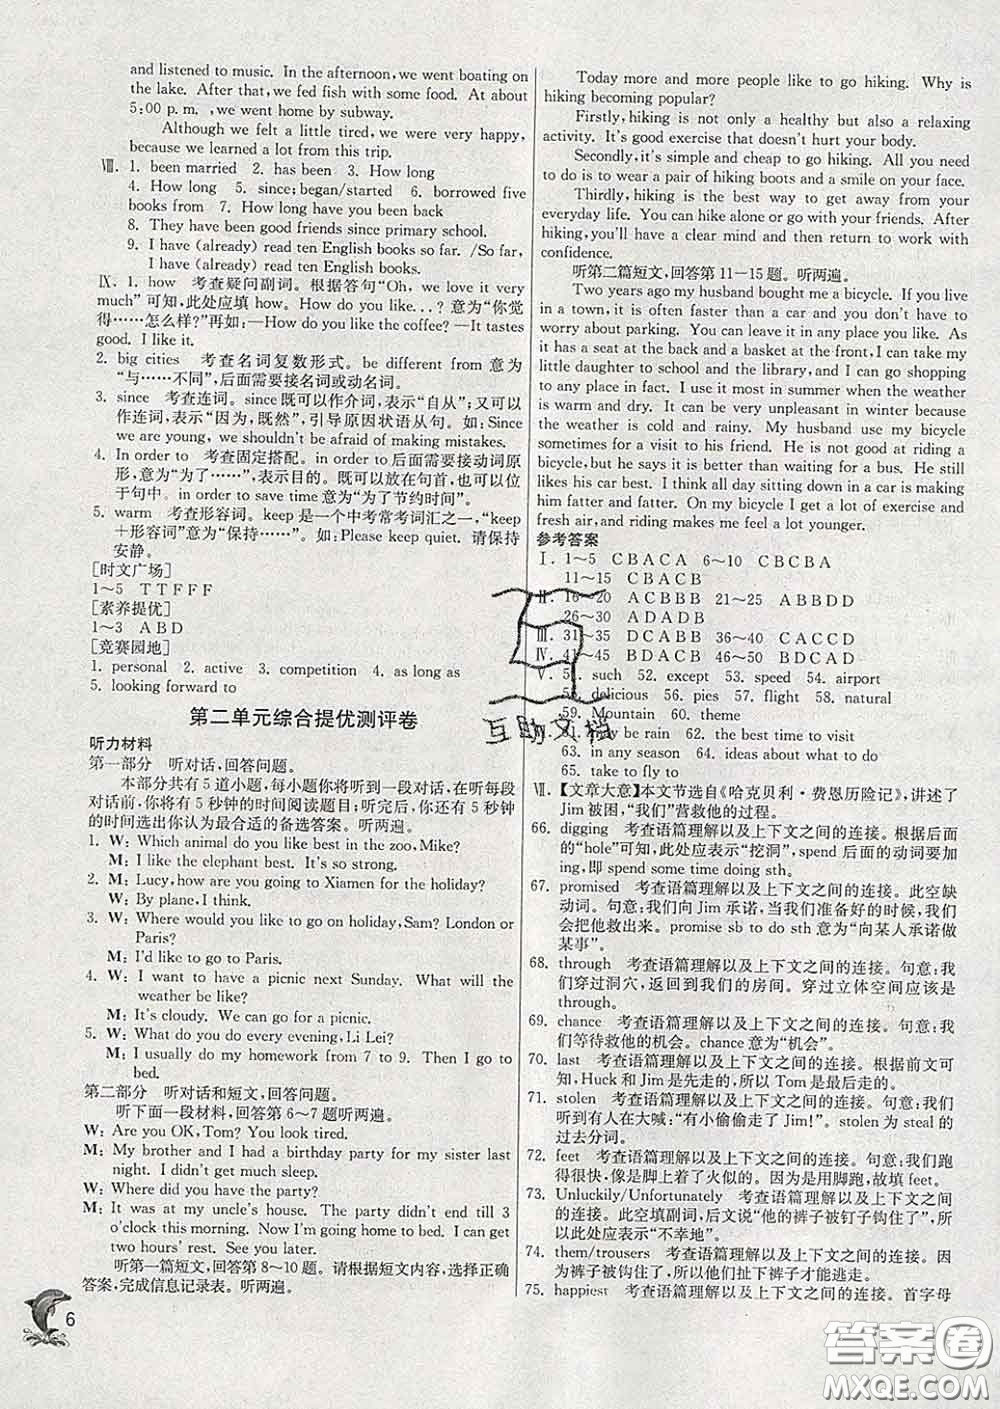 and listened to music. In the afternoon, we went boating on
the lake. After that, we fed fish with some food. At about
5:00 p. m. , we went home by subway.
Although we felt a little tired, we were very happy,
because we learned a lot from this trip.
Ⅷ. 1. been married 2. has been 3. How long
4. How long 5. since; began/started 6. borrowed five
books from 7. How long have you been back
8. They have been good friends since primary school.
9. I have (already) read ten English books so far. /So far,
I have (already) read ten English books.
Ⅸ. 1. how 考查疑问副词。根据答句“Oh, we love it very
much”可知,此处应填 how。How do you like...? 意为“你觉
得……怎么样?”再如:—How do you like the coffee? —It tastes
good. I like it.
2. big cities 考查名词复数形式。be different from 意为
“与……不同”,后面需要接名词或动名词。
3. since 考查连词。since 既可以作介词,表示“自从”;又可以
作连词,表示“因为,既然”,引导原因状语从句。如:Since
we are young, we shouldn't be afraid of making mistakes.
4. In order to 考查固定搭配。in order to 后面需要接动词原
形,意为“为了……”,表示目的。既可以放在句首,也可以位
于句中。in order to save time 意为“为了节约时间”。
5. warm 考查形容词。keep 是一个中考常考词汇之一,“keep
+形容词”意为“保持……”。如:Please keep quiet. 请保持
安静。
[时文广场]
1~5 T T F F F
[素养提优]
1~3 A B D
[竞赛园地]
1. personal 2. active 3. competition 4. as long as
5. looking forward to
第二单元综合提优测评卷
听力材料
第一部分 听对话,回答问题。
本部分共有 5 道小题,每小题你将听到一段对话,在听每段
对话前,你将有 5 秒钟的时间阅读题目;听完后,你还有 5 秒钟
的时间选出你认为最合适的备选答案。听两遍。
1. W: Which animal do you like best in the zoo, Mike?
M: I like the elephant best. It's so strong.
2. M: Lucy, how are you going to Xiamen for the holiday?
W: By plane, I think.
3. W: Where would you like to go on holiday, Sam? London or
Paris?
M: I'd like to go to Paris.
4. W: I want to have a picnic next Sunday. What will the
weather be like?
M: It's cloudy. We can go for a picnic.
5. W: What do you do every evening, Li Lei?
M: I usually do my homework from 7 to 9. Then I go to
bed.
第二部分 听对话和短文,回答问题。
听下面一段材料,回答第 6~7 题听两遍。
W: Are you OK, Tom? You look tired.
M: My brother and I had a birthday party for my sister last
night. I didn't get much sleep.
W: Where did you have the party?
M: It was at my uncle's house. The party didn't end till 3
o'clock this morning. Now I'm going home to bed. I can get
two hours' rest. See you later.
听第一篇短文,回答第 8~10 题。请根据短文内容,选择正确
答案,完成信息记录表。听两遍。
6
Today more and more people like to go hiking. Why is
hiking becoming popular?
Firstly, hiking is not only a healthy but also a relaxing
activity. It's good exercise that doesn't hurt your body.
Secondly, it's simple and cheap to go hiking. All you need
to do is to wear a pair of hiking boots and a smile on your face.
Thirdly, hiking is the best way to get away from your
everyday life. You can hike alone or go with your friends. After
hiking, you'll have a clear mind and then return to work with
confidence.
听第二篇短文,回答第 11—15 题。听两遍。
Two years ago my husband bought me a bicycle. If you live
in a town, it is often faster than a car and you don't have to
worry about parking. You can leave it in any place you like. As
it has a seat at the back and a basket at the front, I can take my
little daughter to school and the library, and I can go shopping
to any place in fact. I use it most in summer when the weather
is warm and dry. It can be very unpleasant in winter because
the weather is cold and rainy. My husband use my bicycle
sometimes for a visit to his friend. He is not good at riding a
bicycle, but he says it is better than waiting for a bus. He still
likes his car best. I think all day sitting down in a car is making
him fatter and fatter. On my bicycle I get a lot of exercise and
fresh air, and riding makes me feel a lot younger.
参考答案
Ⅰ. 1~5 CBACA 6~10 CBCBA
11~15 CBACB
Ⅱ. 16~20 ACBBB 21~25 ABBDD
26~30 ADADB
Ⅲ. 31~35 DCABB 36~40 CACCD
Ⅳ. 41~45 BDCAB 46~50 BDCAD
Ⅴ. 51. such 52. except 53. speed 54. airport
55. delicious 56. pies 57. flight 58. natural
59. Mountain 60. theme
61. may be rain 62. the best time to visit
63. in any season 64. ideas about what to do
65. take to fly to
Ⅶ. 【文章大意】本文节选自《哈克贝利·费恩历险记》,讲述了
Jim 被困,“我们”营救他的过程。
66. digging 考查语篇理解以及上下文之间的连接。根据后面
的“hole”可知,此处应表示“挖洞”,spend 后面的动词要加
ing,即 spend some time doing sth。
67. promised 考查语篇理解以及上下文之间的连接。此空缺
动词。句意:我们向 Jim 承诺,当我们准备好的时候,我们
会把他救出来。promise sb to do sth 意为“向某人承诺做
某事”。
68. through 考查语篇理解以及上下文之间的连接。句意:我
们穿过洞穴,返回到我们的房间。穿过立体空间应该是
through。
69. chance 考查语篇理解以及上下文之间的连接。句意:我
们等待救他的机会。chance 意为“机会”。
70. last 考查语篇理解以及上下文之间的连接。根据前文可
知,Huck 和 Jim 是先走的,所以 Tom 是最后走的。
71. stolen 考查语篇理解以及上下文之间的连接。句意:我们
听到有人在大喊:“有小偷偷走了 Jim!”。stolen 为 steal 的
过去分词。
72. feet 考查语篇理解以及上下文之间的连接。句意:我们跑
得很快,像是脚上着了火似的。因为是用脚跑,故填 feet。
73. Unluckily/Unfortunately 考查语篇理解以及上下文之间
的连接。此空填副词,后文说“他的裤子被钉子钩住了”,所
以此处应表示“不幸地”。
74. them/trousers 考查语篇理解以及上下文之间的连接。因
为裤子被钩住了,所以他们扯下裤子才能逃走。
75. happiest 考查语篇理解以及上下文之间的连接。首字母
互助文档
答案圈
MXQE.COM